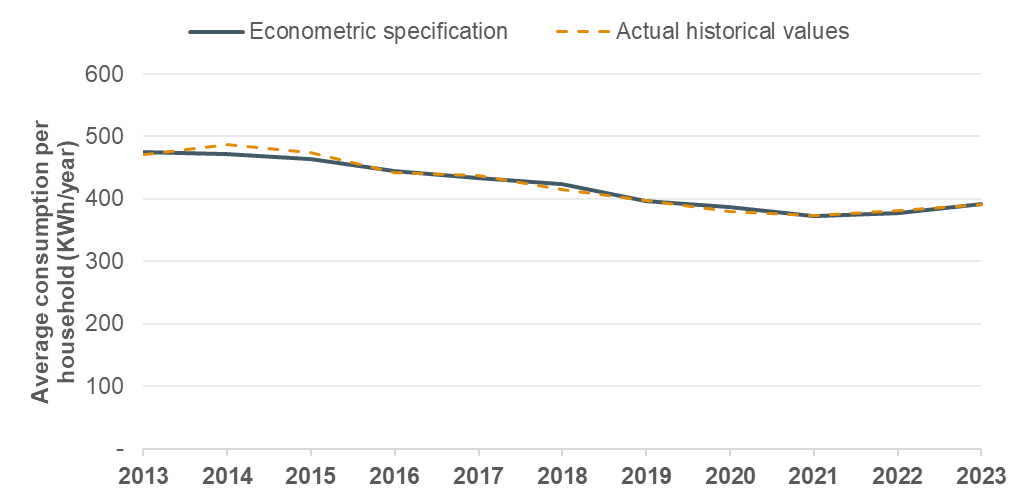 Econometric specification
Actual historical values
Average consumption per
household (KWh/year)
600
500
400
300
200
100
-
2013 2014 2015 2016 2017 2018 2019 2020 2021 2022 2023